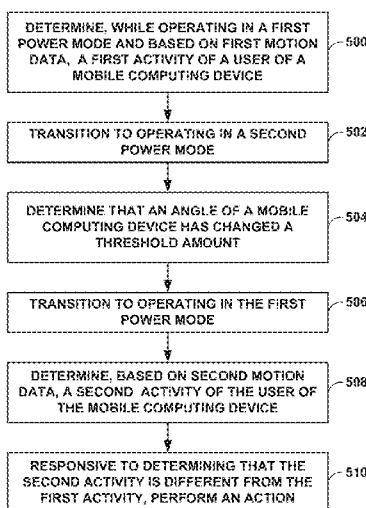 DETERMINE, WHILE OPERATING IN A FIRST
POWER MODE AND BASED ON FIRST MOTION
DATA, A FIRST ACTIVITY OF A USER OF A
MOBILE COMPUTING DEVICE
500
TRANSITION TO OPERATING IN A SECOND
POWER MODE
502
DETERMINE THAT AN ANGLE OF A MOBILE
COMPUTING DEVICE HAS CHANGED A
THRESHOLD AMOUNT
504
TRANSITION TO OPERATING IN THE FIRST
POWER MODE
506
DETERMINE, BASED ON SECOND MOTION
DATA, A SECOND ACTIVITY OF THE USER OF
THE MOBILE COMPUTING DEVICE
508
RESPONSIVE TO DETERMINING THAT THE
SECOND ACTIVITY IS DIFFERENT FROM THE
FIRST ACTIVITY, PERFORM AN ACTION
510